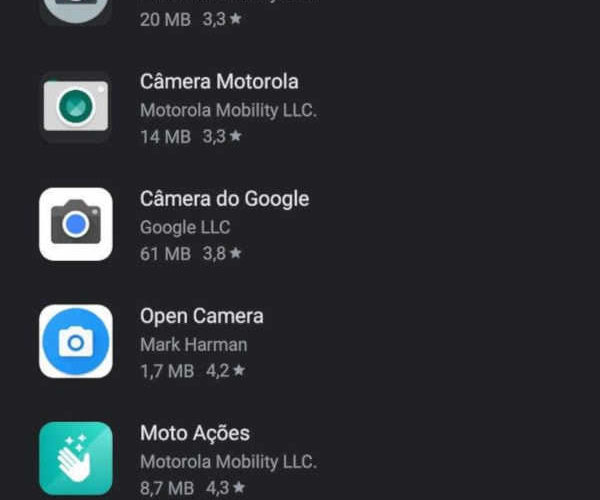 20 MB 3,3 ★
Câmera Motorola
Motorola Mobility LLC.
14 MB 3,3 ★
Câmera do Google
Google LLC
61 MB 3,8 ★
Open Camera
Mark Harman
1,7 MB 4,2 ★
Moto Ações
Motorola Mobility LLC.
8,7 MB 4,3 ★